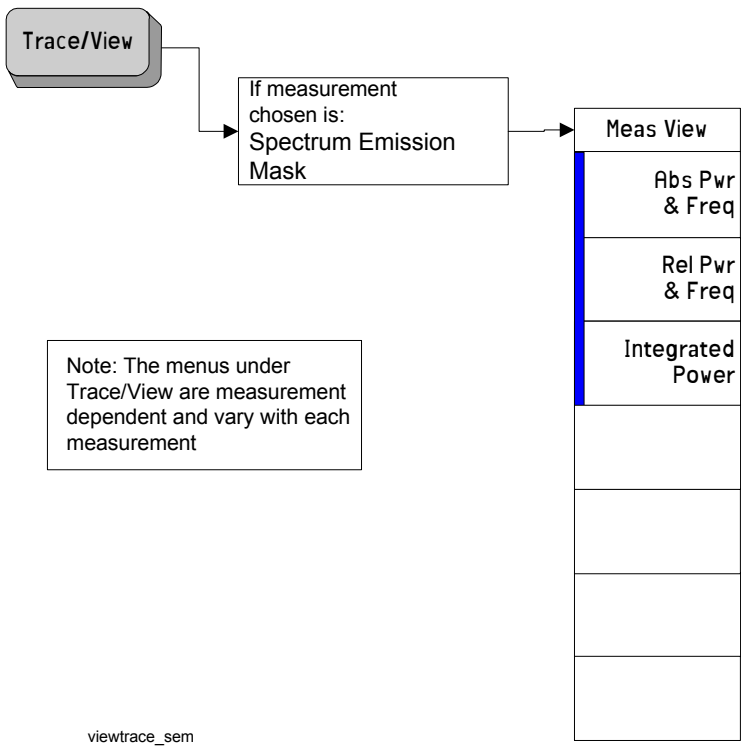 Trace/View
If measurement
chosen is:
Spectrum Emission
Mask
Meas View
Abs Pwr
& Freq
Rel Pwr
& Freq
Integrated
Power
Note: The menus under
Trace/View are measurement
dependent and vary with each
measurement
viewtrace_sem